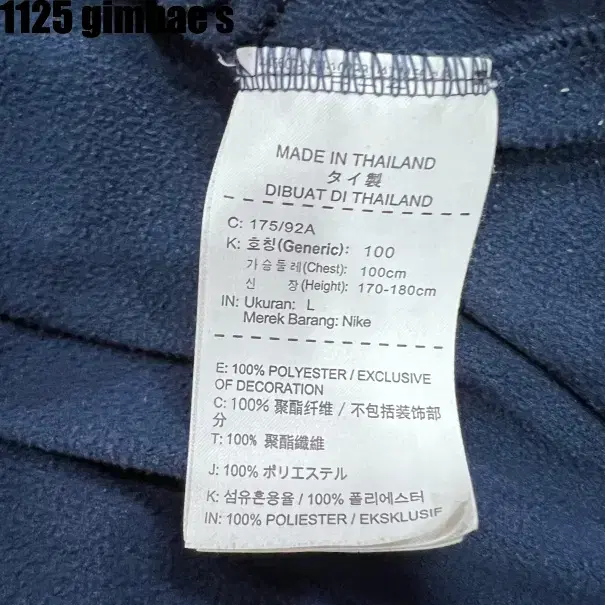 1125 gimbae s
MADE IN THAILAND
タイ製
DIBUAT DI THAILAND
C: 175/92A
K: 호칭(Generic): 100
가슴둘레(Chest): 100cm
신 장(Height): 170-180cm
IN: Ukuran: L
Merek Barang: Nike
E: 100% POLYESTER / EXCLUSIVE
OF DECORATION
C: 100% 聚酯纤维 / 不包括装饰部
分
T: 100% 聚酯纖維
J: 100% ポリエステル
K: 섬유혼용율 / 100% 폴리에스터
IN: 100% POLIESTER / EKSKLUSIF